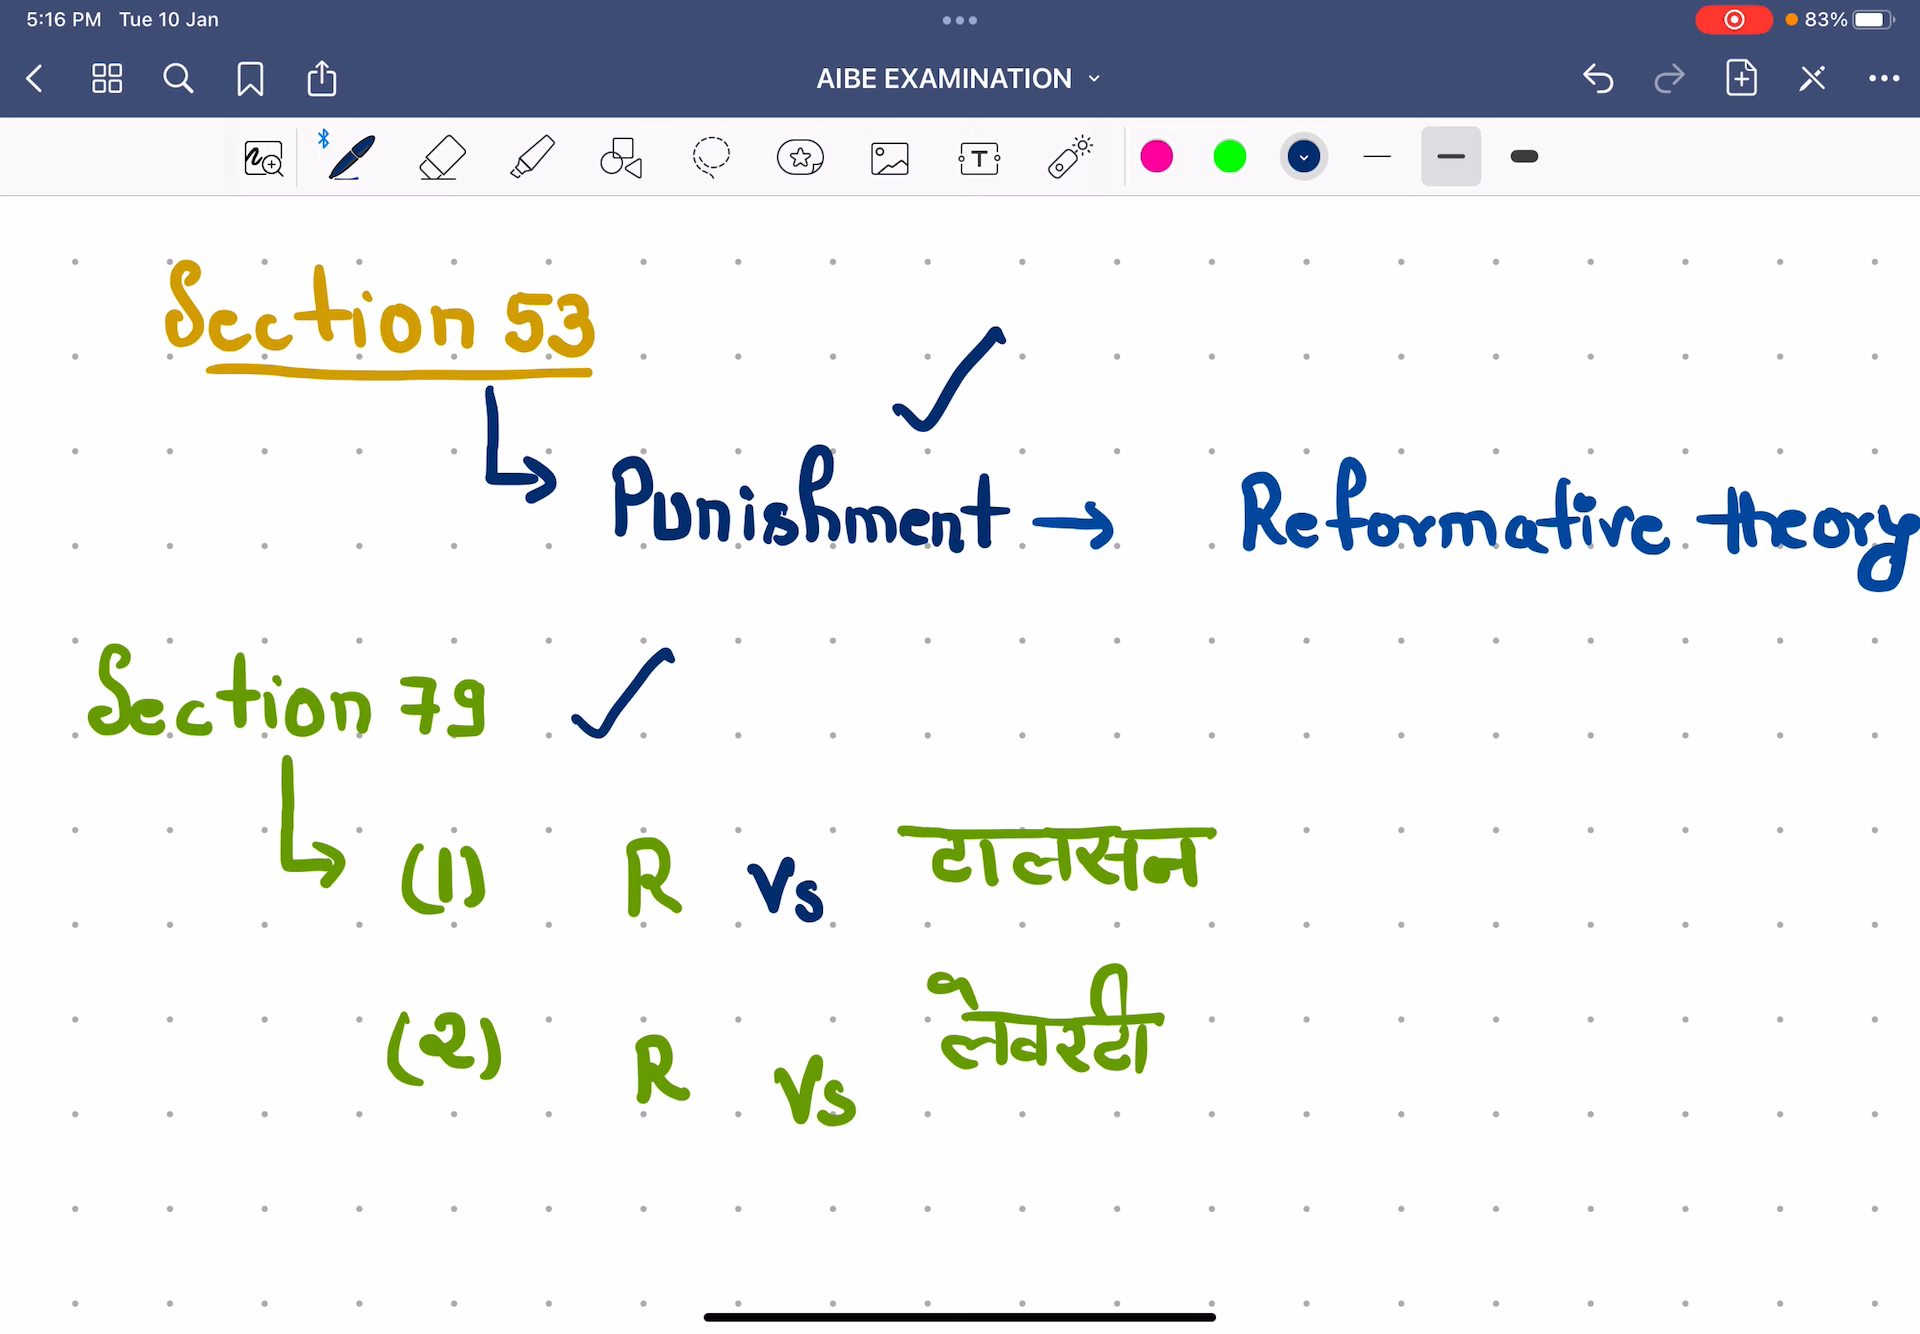 5:16 PM Tue 10 Jan
83%
AIBE EXAMINATION
T
Section 53
Punishment → Reformative theory
Section 79
(1) R Vs टालसन
(2) R Vs लेवरटी